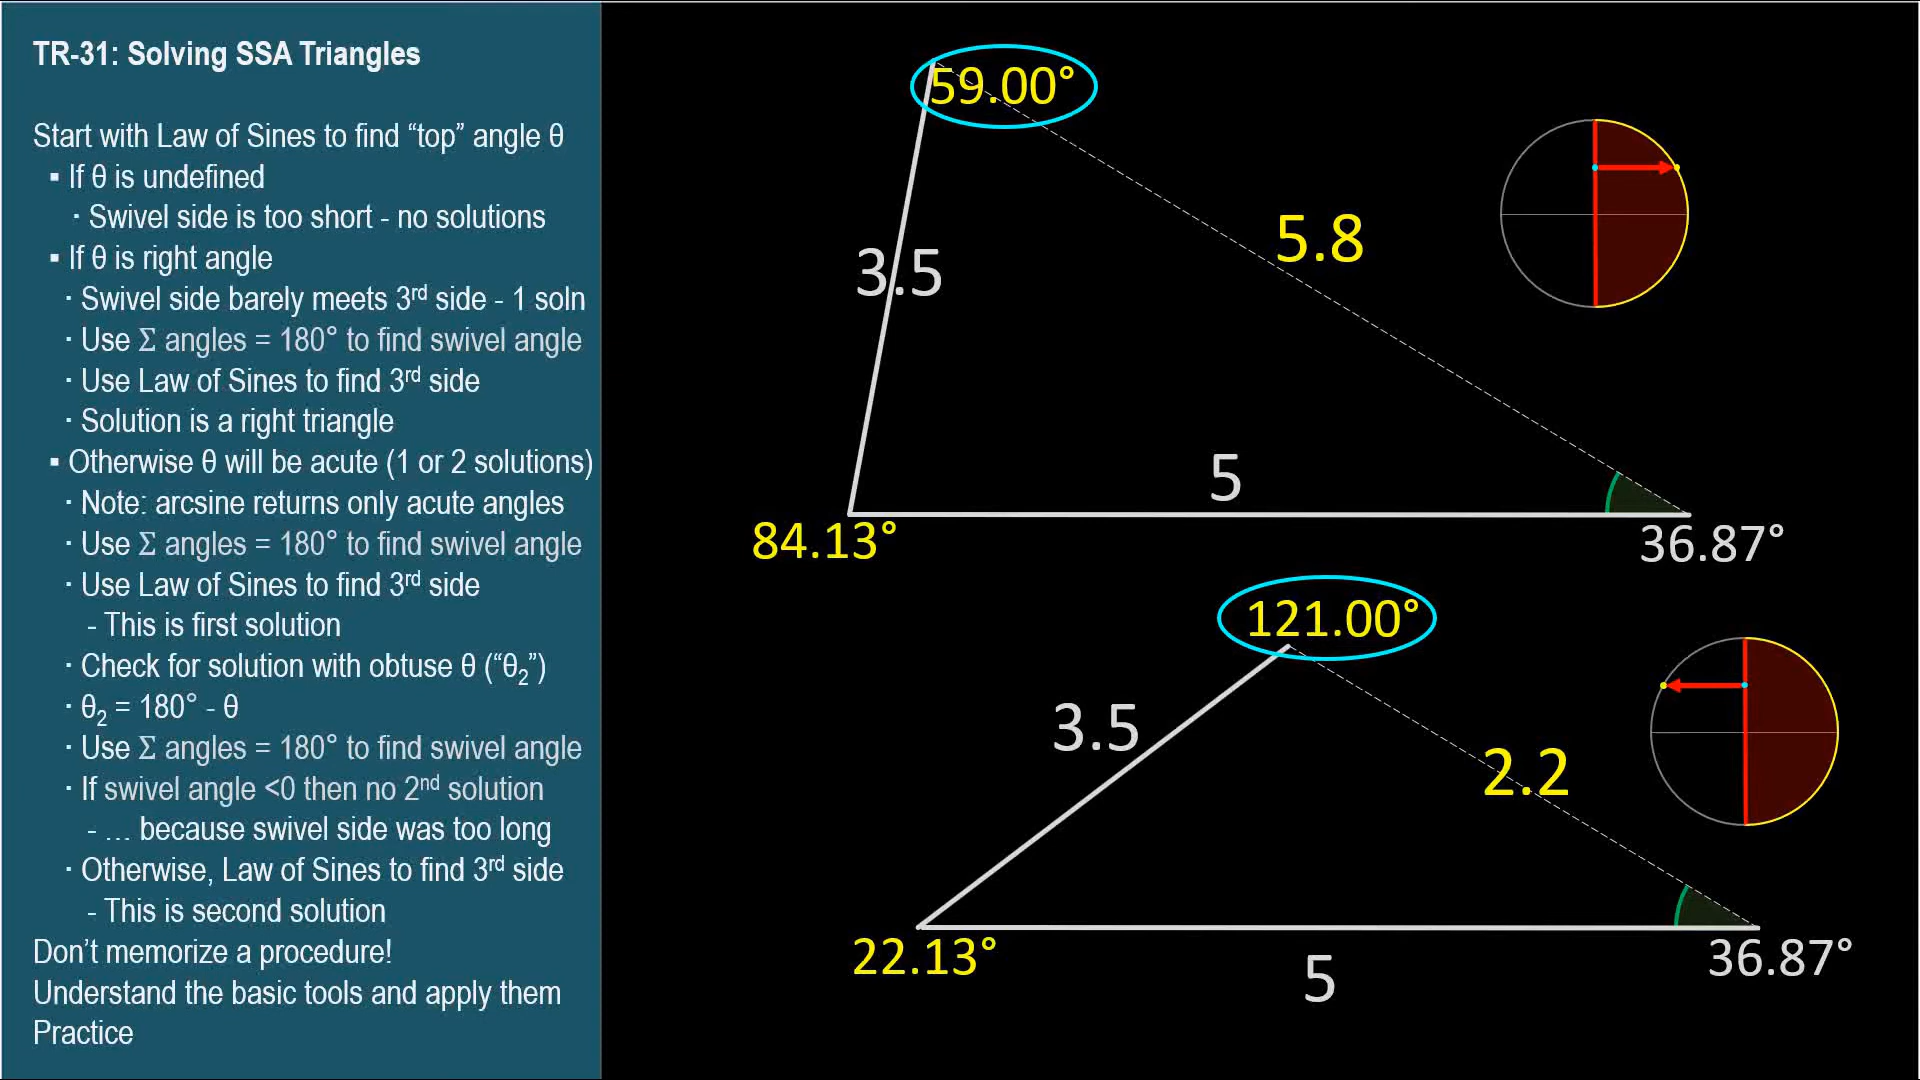 TR-31: Solving SSA Triangles
Start with Law of Sines to find “top” angle θ
▪ If θ is undefined
· Swivel side is too short - no solutions
▪ If θ is right angle
· Swivel side barely meets 3rd side - 1 soln
· Use Σ angles = 180° to find swivel angle
· Use Law of Sines to find 3rd side
· Solution is a right triangle
▪ Otherwise θ will be acute (1 or 2 solutions)
· Note: arcsine returns only acute angles
· Use Σ angles = 180° to find swivel angle
· Use Law of Sines to find 3rd side
- This is first solution
· Check for solution with obtuse θ (“θ2”)
· θ2 = 180° - θ
· Use Σ angles = 180° to find swivel angle
· If swivel angle <0 then no 2nd solution
- … because swivel side was too long
· Otherwise, Law of Sines to find 3rd side
- This is second solution
Don’t memorize a procedure!
Understand the basic tools and apply them
Practice
59.00°
5.8
3.5
5
84.13°
36.87°
121.00°
3.5
2.2
22.13°
36.87°
5